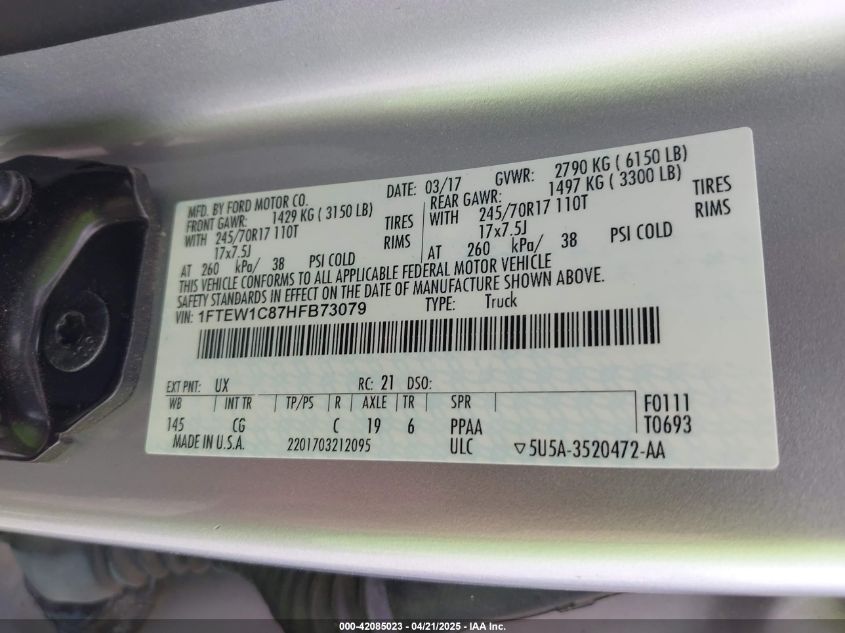 MFD. BY FORD MOTOR CO. DATE: 03/17 GVWR: 2790 KG ( 6150 LB)
FRONT GAWR: 1429 KG ( 3150 LB) REAR GAWR: 1497 KG ( 3300 LB)
WITH 245/70R17 110T TIRES WITH 245/70R17 110T TIRES
17x7.5J RIMS 17x7.5J RIMS
AT 260 kPa/ 38 PSI COLD AT 260 kPa/ 38 PSI COLD
THIS VEHICLE CONFORMS TO ALL APPLICABLE FEDERAL MOTOR VEHICLE
SAFETY STANDARDS IN EFFECT ON THE DATE OF MANUFACTURE SHOWN ABOVE.
VIN: 1FTEW1C87HFB73079 TYPE: Truck
EXT PNT: UX RC: 21 DSO:
WB INT TR TP/PS R AXLE TR SPR F0111
145 CG C 19 6 PPAA T0693
MADE IN U.S.A. 2201703212095 ULC ▽5U5A-3520472-AA
000-42085023 - 04/21/2025 - IAA Inc.